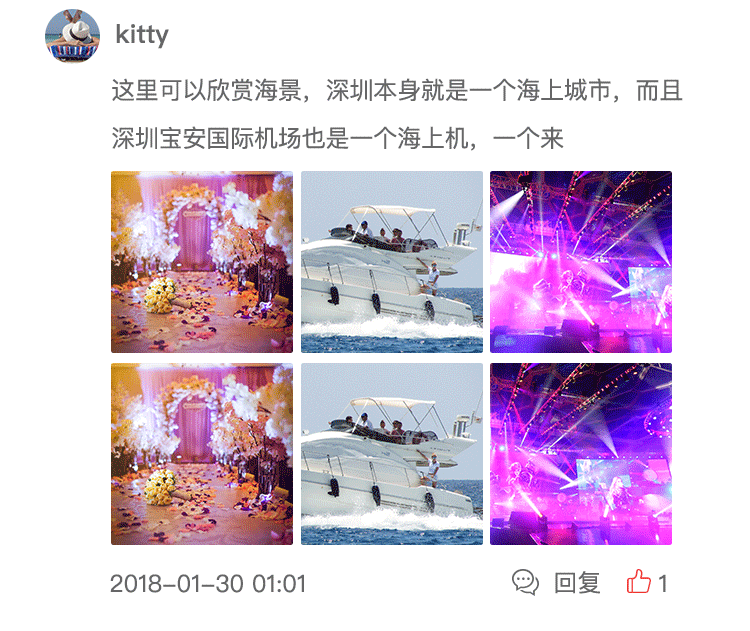 kitty
这里可以欣赏海景，深圳本身就是一个海上城市，而且
深圳宝安国际机场也是一个海上机，一个来
2018-01-30 01:01
回复
1